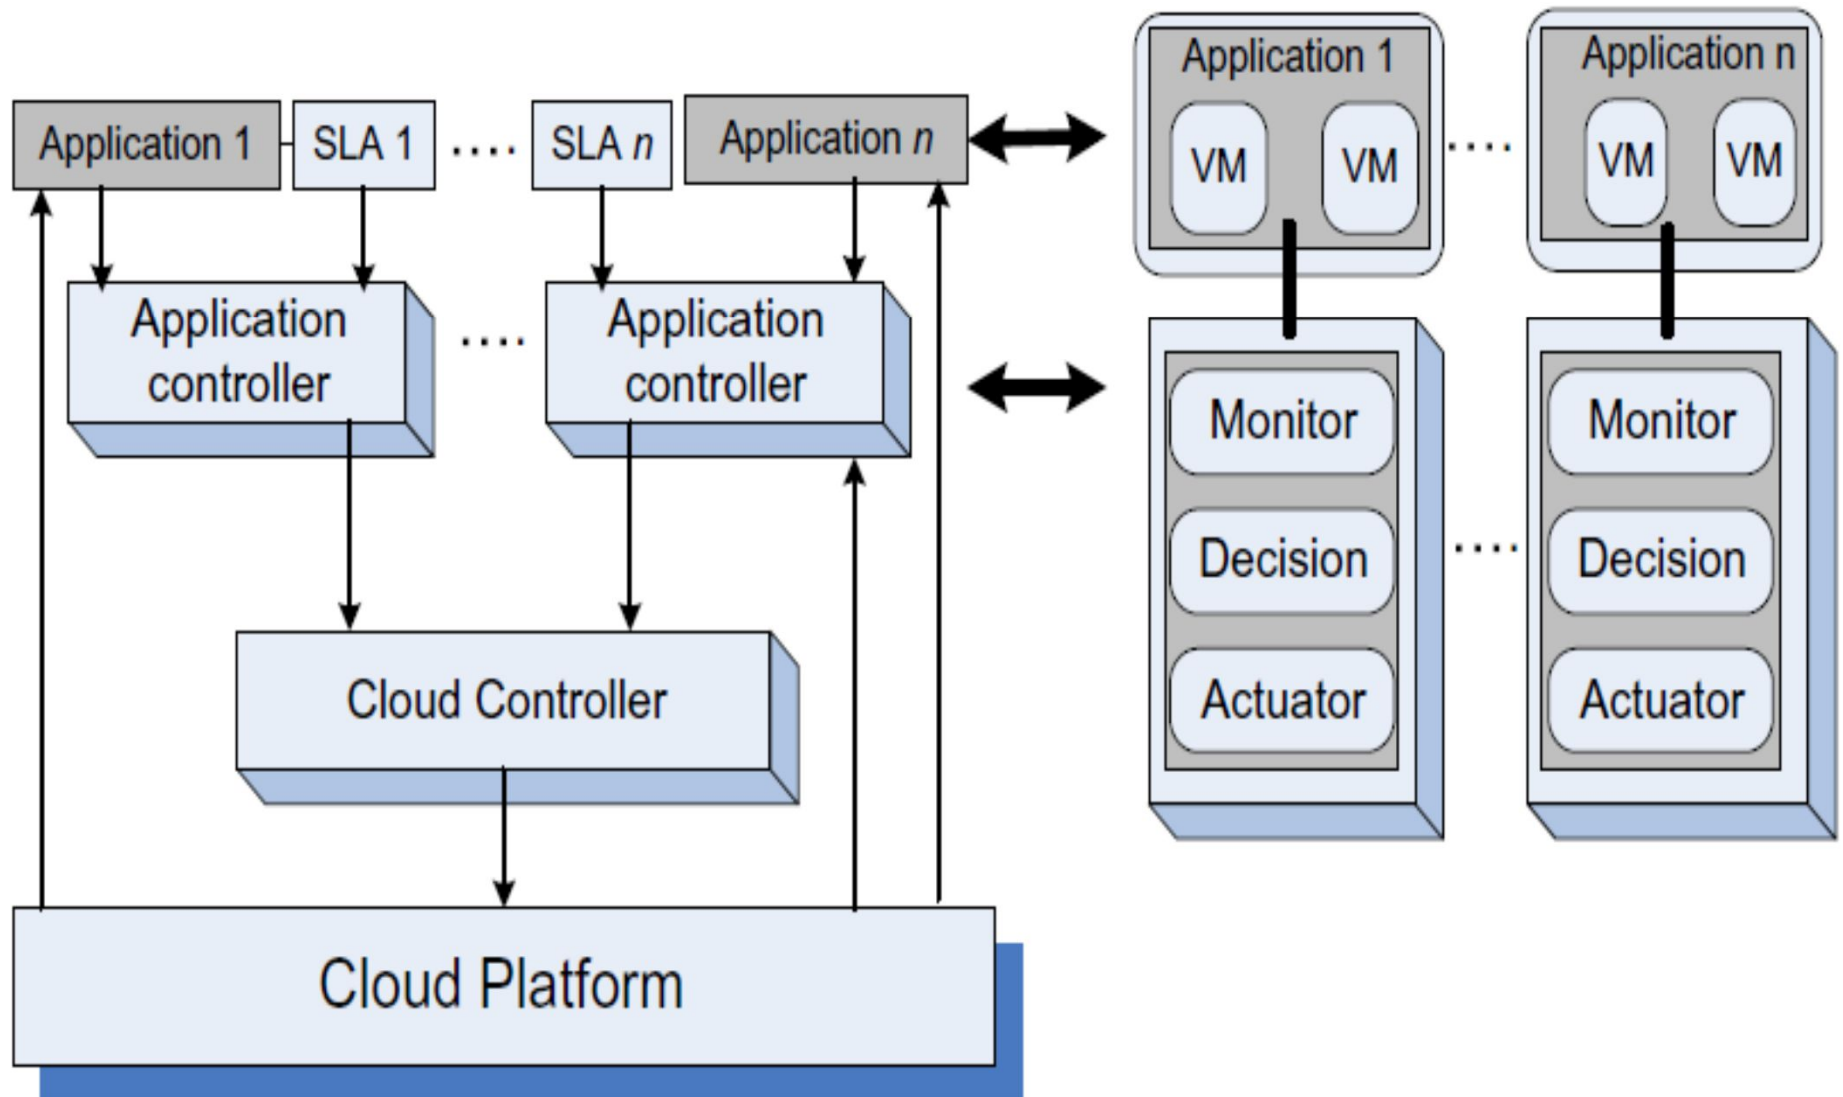 Application 1
SLA 1
....
SLA n
Application n
Application
controller
....
Application
controller
Cloud Controller
Cloud Platform
Application 1
VM
VM
....
Application n
VM
VM
Monitor
Decision
Actuator
....
Monitor
Decision
Actuator